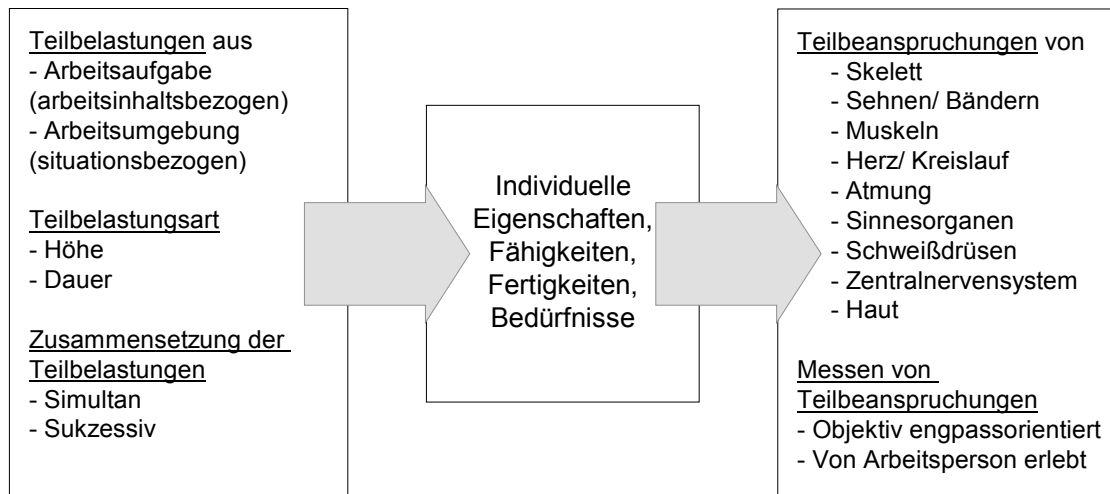 Teilbelastungen aus
- Arbeitsaufgabe
(arbeitsinhaltsbezogen)
- Arbeitsumgebung
(situationsbezogen)
Teilbelastungsart
- Höhe
- Dauer
Zusammensetzung der
Teilbelastungen
- Simultan
- Sukzessiv
Individuelle
Eigenschaften,
Fähigkeiten,
Fertigkeiten,
Bedürfnisse
Teilbeanspruchungen von
- Skelett
- Sehnen/ Bändern
- Muskeln
- Herz/ Kreislauf
- Atmung
- Sinnesorganen
- Schweißdrüsen
- Zentralnervensystem
- Haut
Messen von
Teilbeanspruchungen
- Objektiv engpassorientiert
- Von Arbeitsperson erlebt